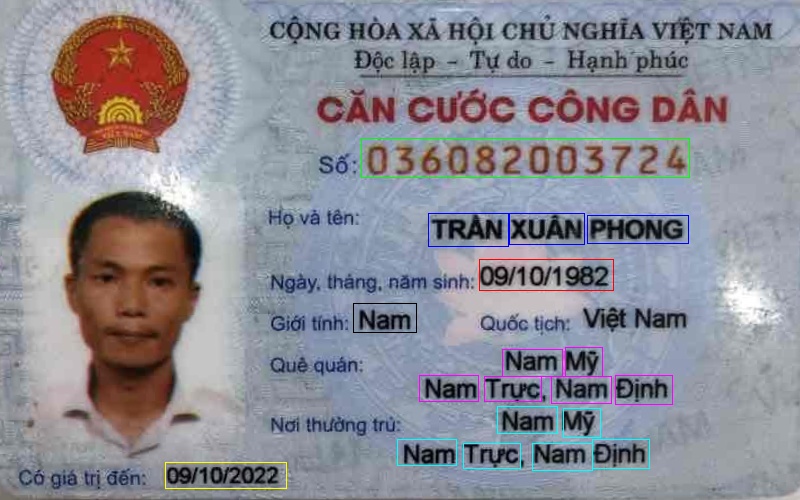 CỘNG HÒA XÃ HỘI CHỦ NGHĨA VIỆT NAM
Độc lập - Tự do - Hạnh phúc
CĂN CƯỚC CÔNG DÂN
Số: 036082003724
Họ và tên: TRẦN XUÂN PHONG
Ngày, tháng, năm sinh: 09/10/1982
Giới tính: Nam Quốc tịch: Việt Nam
Quê quán: Nam Mỹ
Nam Trực, Nam Định
Nơi thường trú: Nam Mỹ
Nam Trực, Nam Định
Có giá trị đến: 09/10/2022